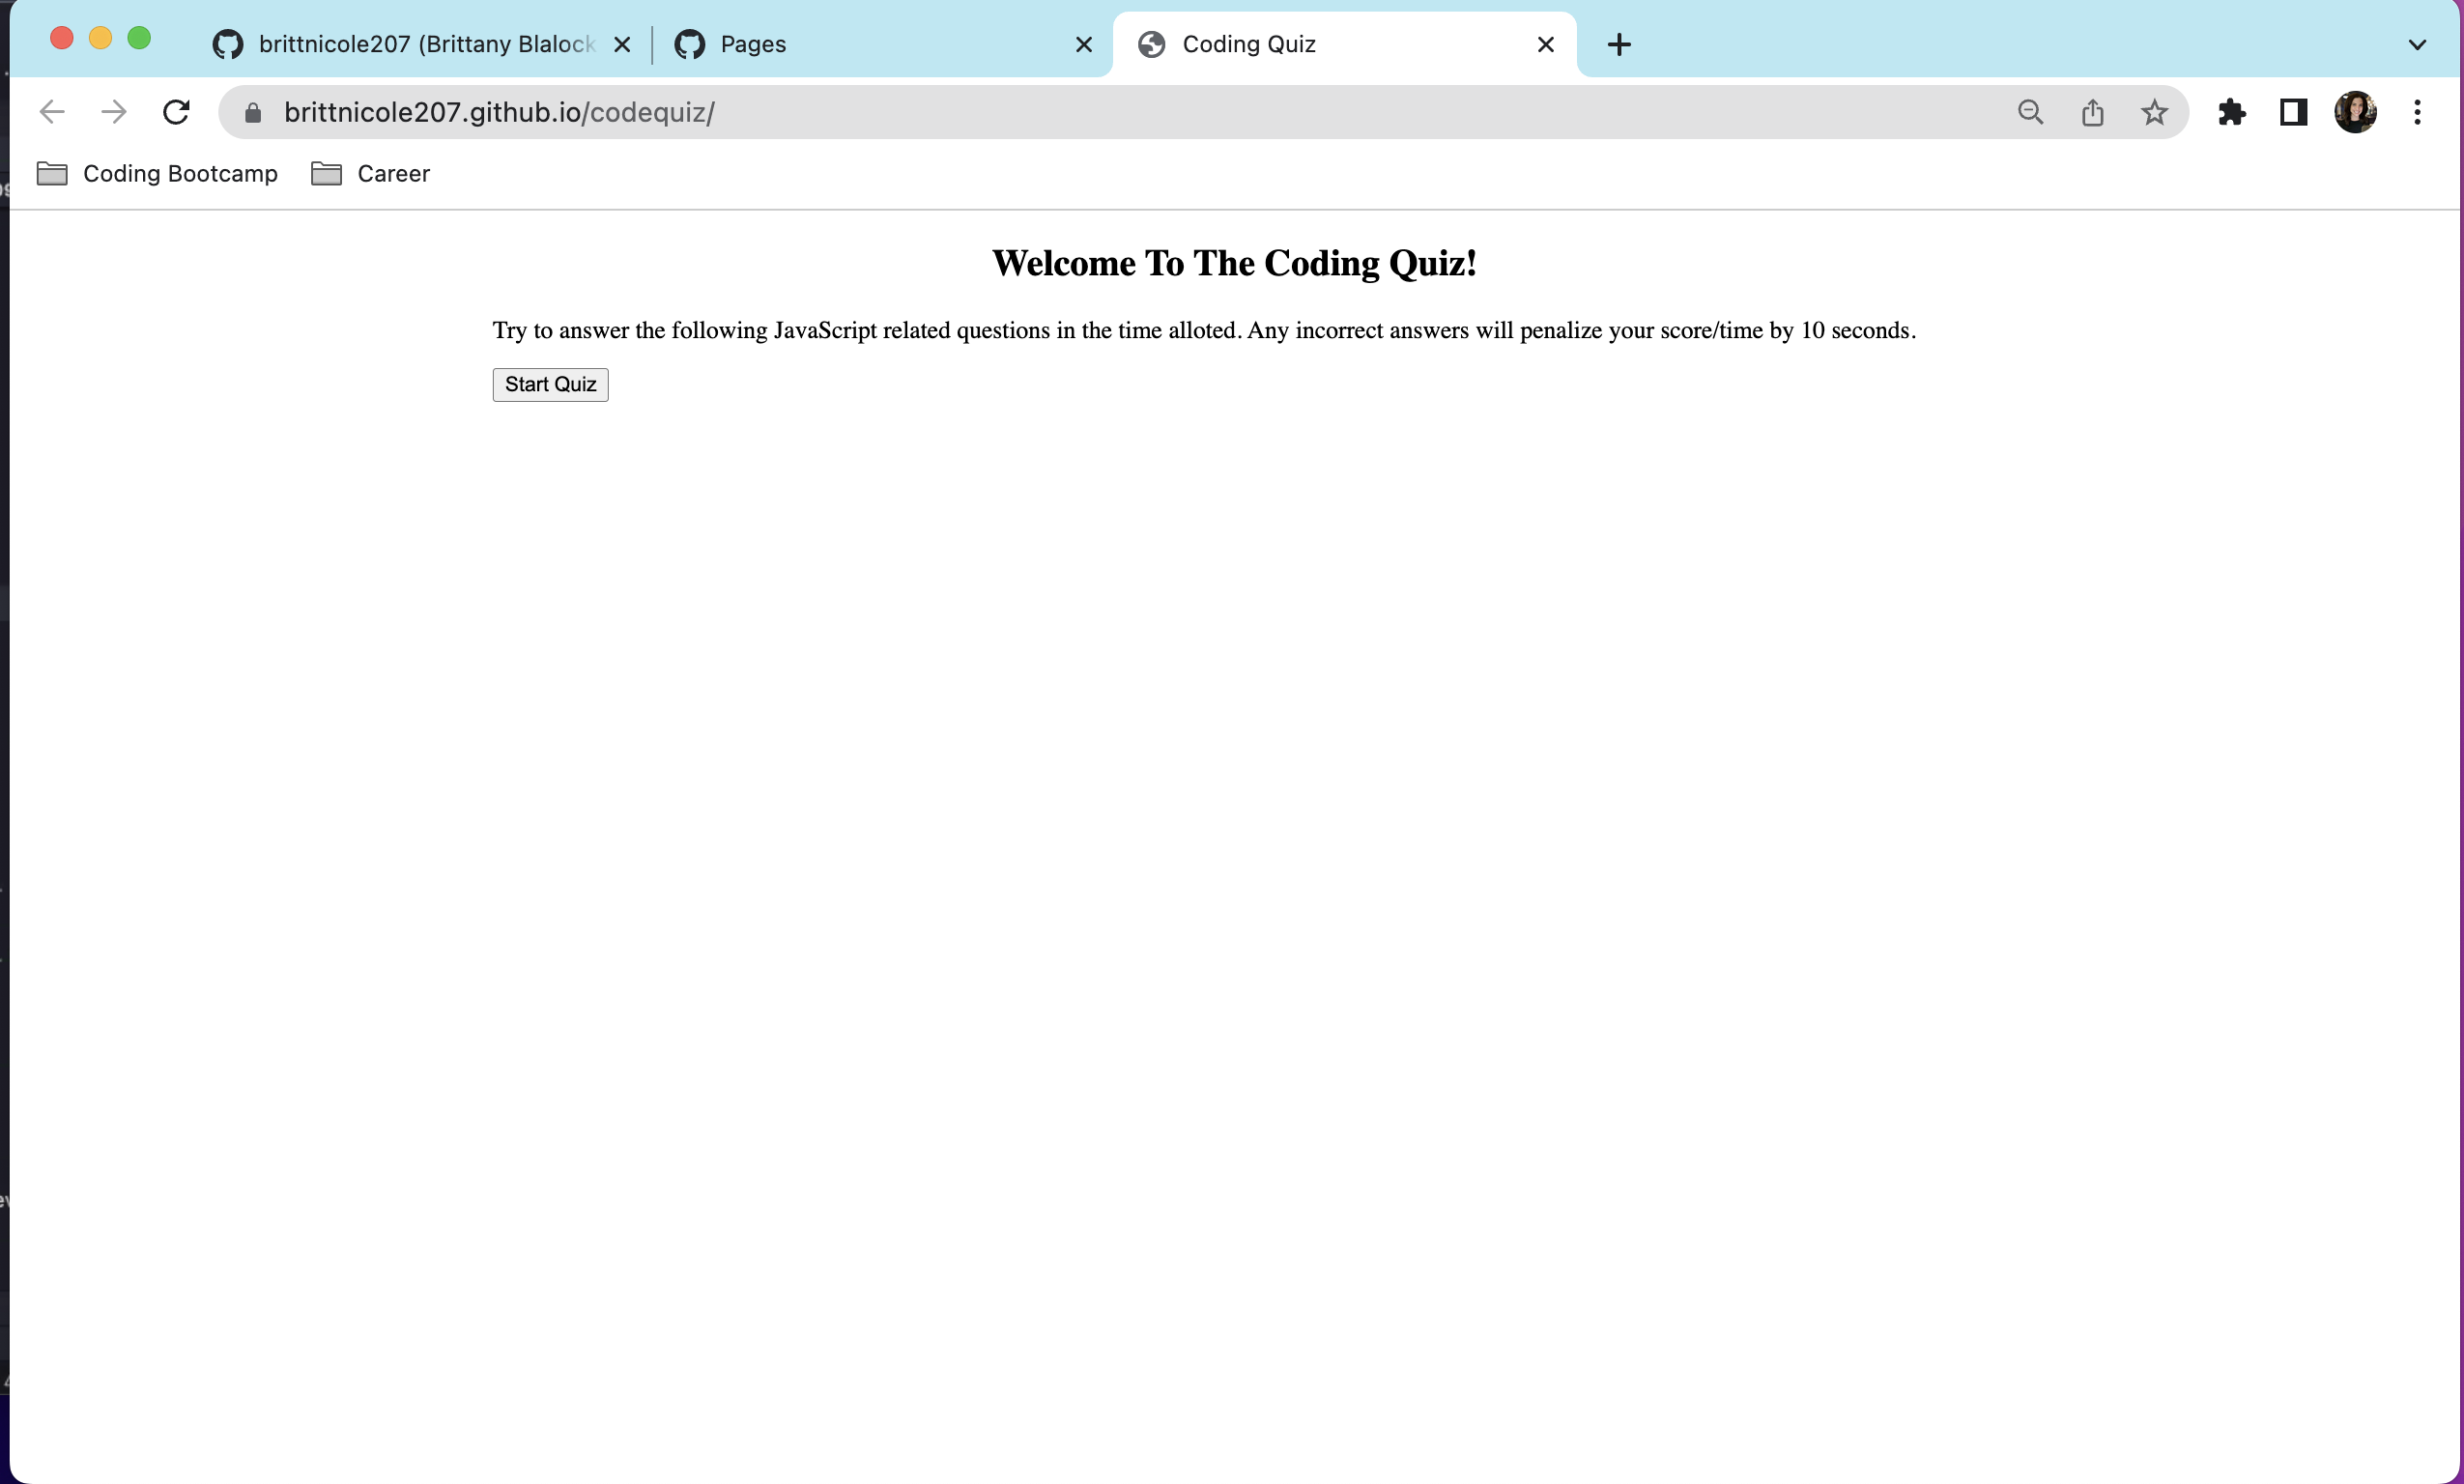 brittnicole207 (Brittany Blalock
Pages
Coding Quiz
brittnicole207.github.io/codequiz/
Coding Bootcamp
Career
Welcome To The Coding Quiz!
Try to answer the following JavaScript related questions in the time alloted. Any incorrect answers will penalize your score/time by 10 seconds.
Start Quiz